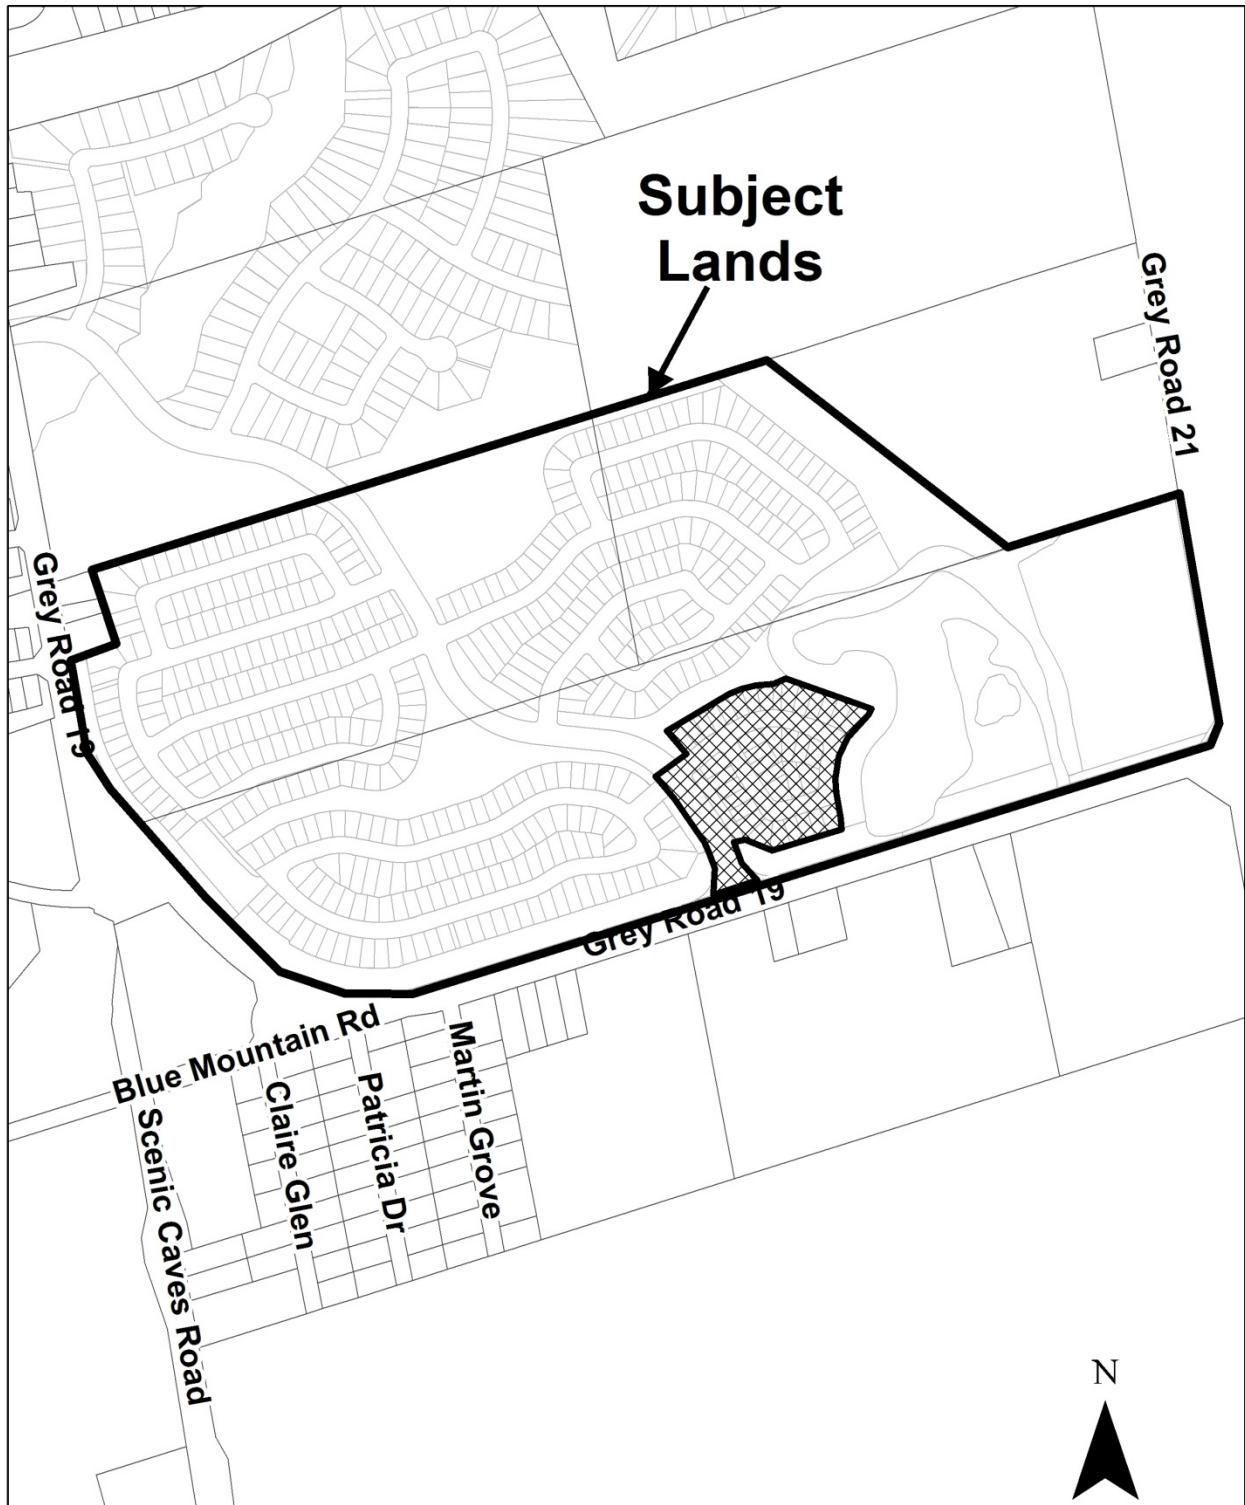 Subject
Lands
Grey Road 21
Grey Road 19
Grey Road 19
Blue Mountain Rd
Martin Grove
Patricia Dr
Claire Glen
Scenic Caves Road
N